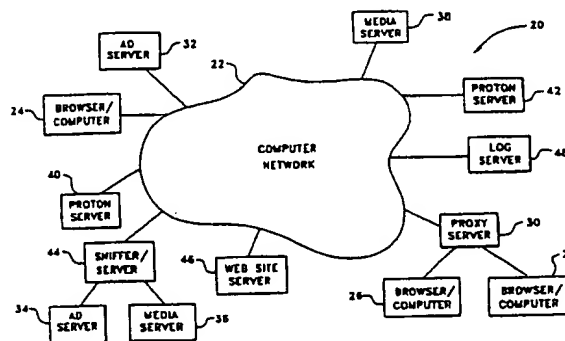 MEDIA
SERVER
38
20
AD
SERVER
32
22
24
BROWSER/
COMPUTER
PROTON
SERVER
42
COMPUTER
NETWORK
LOG
SERVER
48
40
PROTON
SERVER
PROXY
SERVER
30
44
SNIFFER/
SERVER
46
WEB SITE
SERVER
34
AD
SERVER
MEDIA
SERVER
36
26
BROWSER/
COMPUTER
BROWSER/
COMPUTER